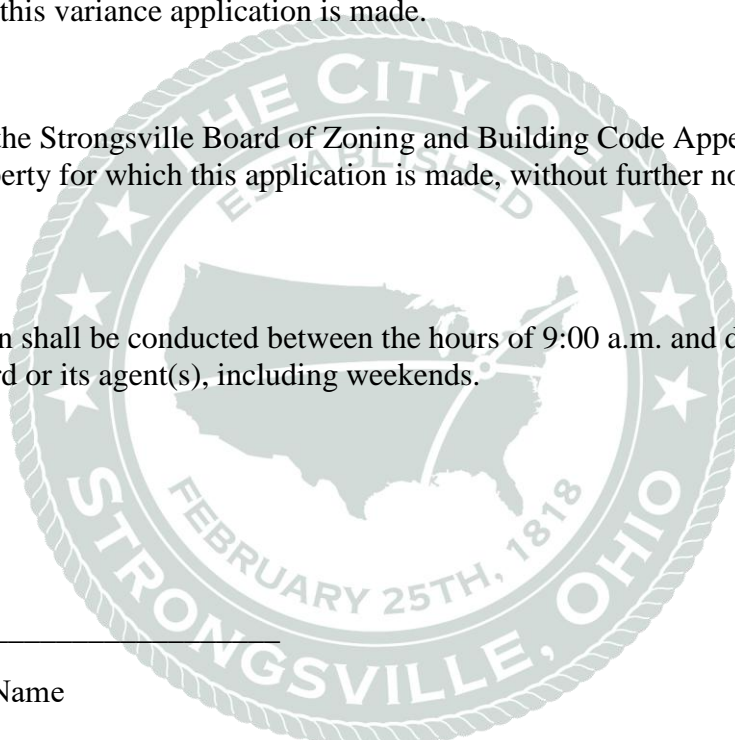 this variance application is made.
the Strongsville Board of Zoning and Building Code Appe
erty for which this application is made, without further no
n shall be conducted between the hours of 9:00 a.m. and d
rd or its agent(s), including weekends.
Name
THE CITY OF
ESTABLISHED
FEBRUARY 25TH, 1818
STRONGSVILLE, OHIO